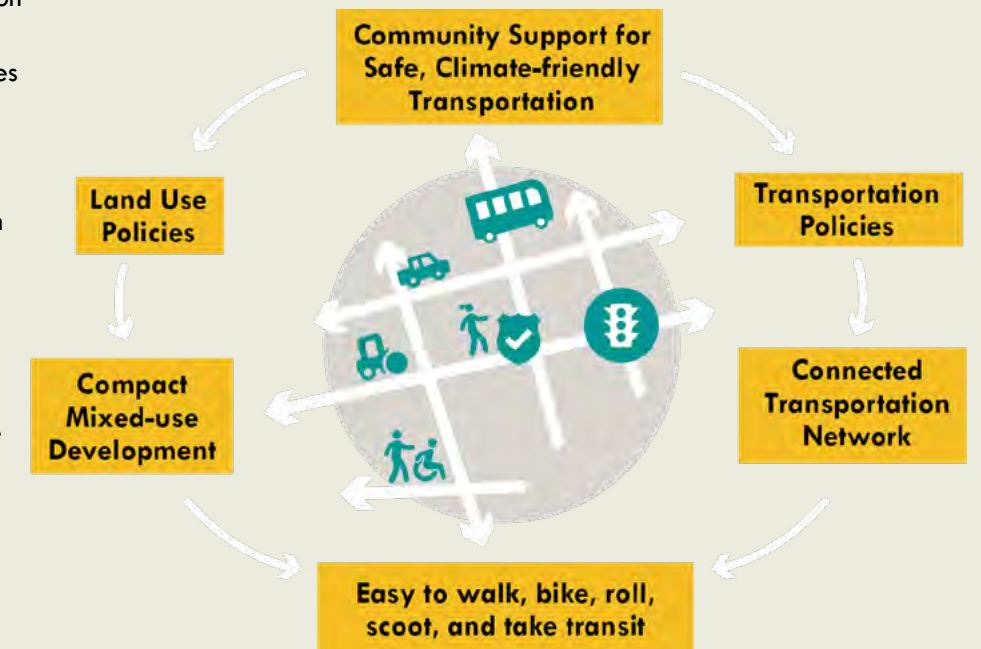 Community Support for
Safe, Climate-friendly
Transportation
Land Use
Policies
Transportation
Policies
Compact
Mixed-use
Development
Connected
Transportation
Network
Easy to walk, bike, roll,
scoot, and take transit